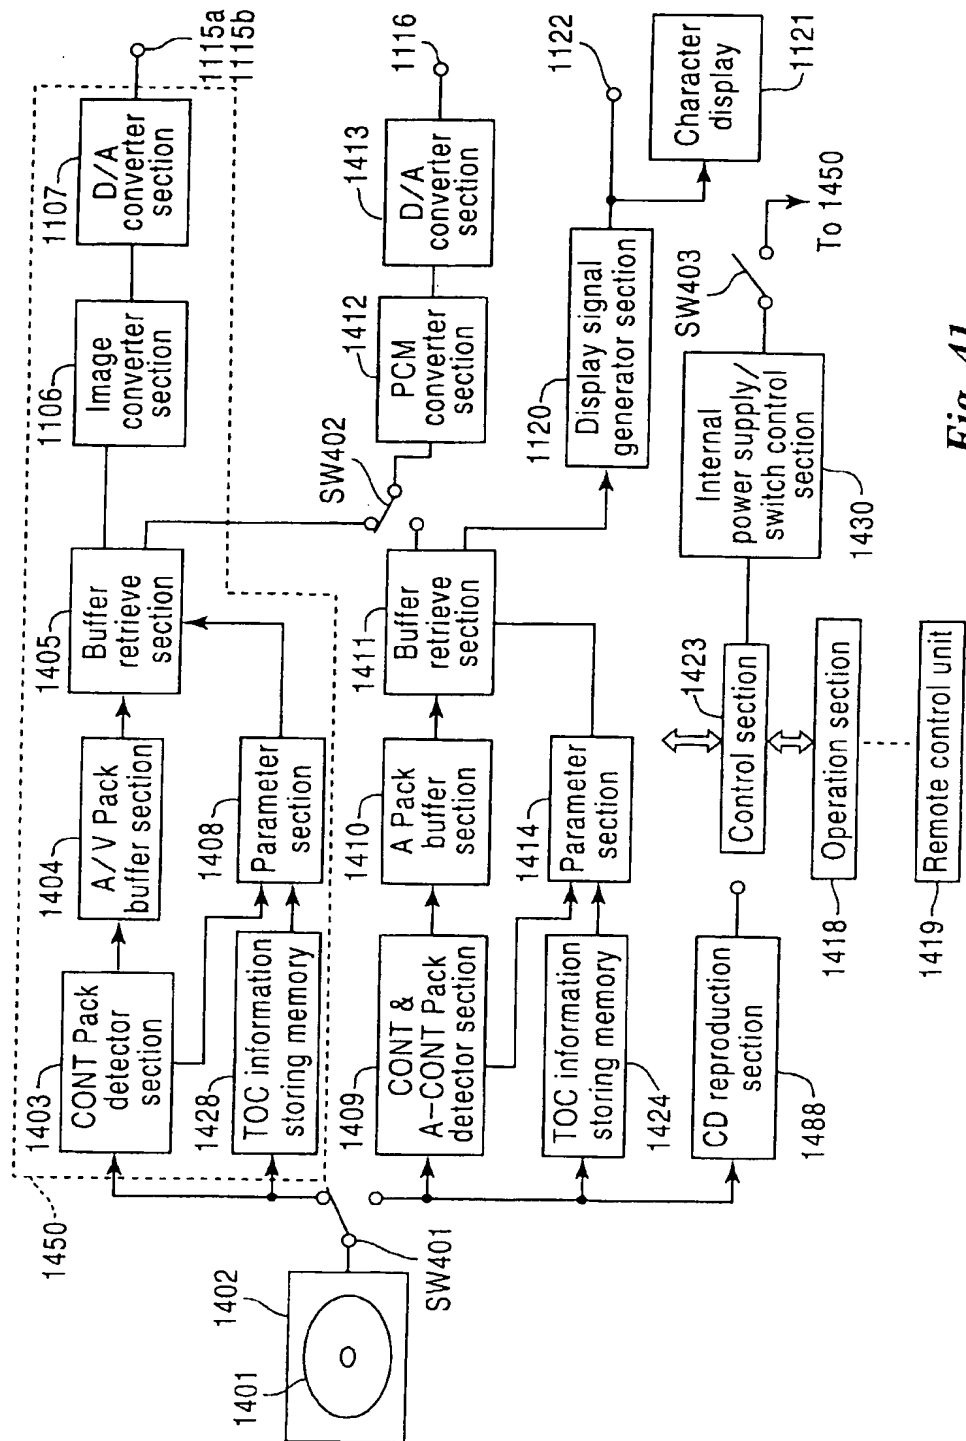 1450
1403
CONT Pack
detector
section
1404
A/V Pack
buffer section
1405
Buffer
retrieve
section
1106
Image
converter
section
1107
D/A
converter
section
1115a
1115b
1428
TOC information
storing memory
1408
Parameter
section
1402
1401
SW401
1409
CONT &
A-CONT Pack
detector section
1410
A Pack
buffer
section
1411
Buffer
retrieve
section
SW402
1412
PCM
converter
section
1413
D/A
converter
section
1116
1424
TOC information
storing memory
1414
Parameter
section
1120
Display signal
generator section
1122
Character
display
1121
1488
CD reproduction
section
1423
Control section
Internal
power supply/
switch control
section
1430
SW403
To 1450
1418
Operation section
1419
Remote control unit
Fig. 41